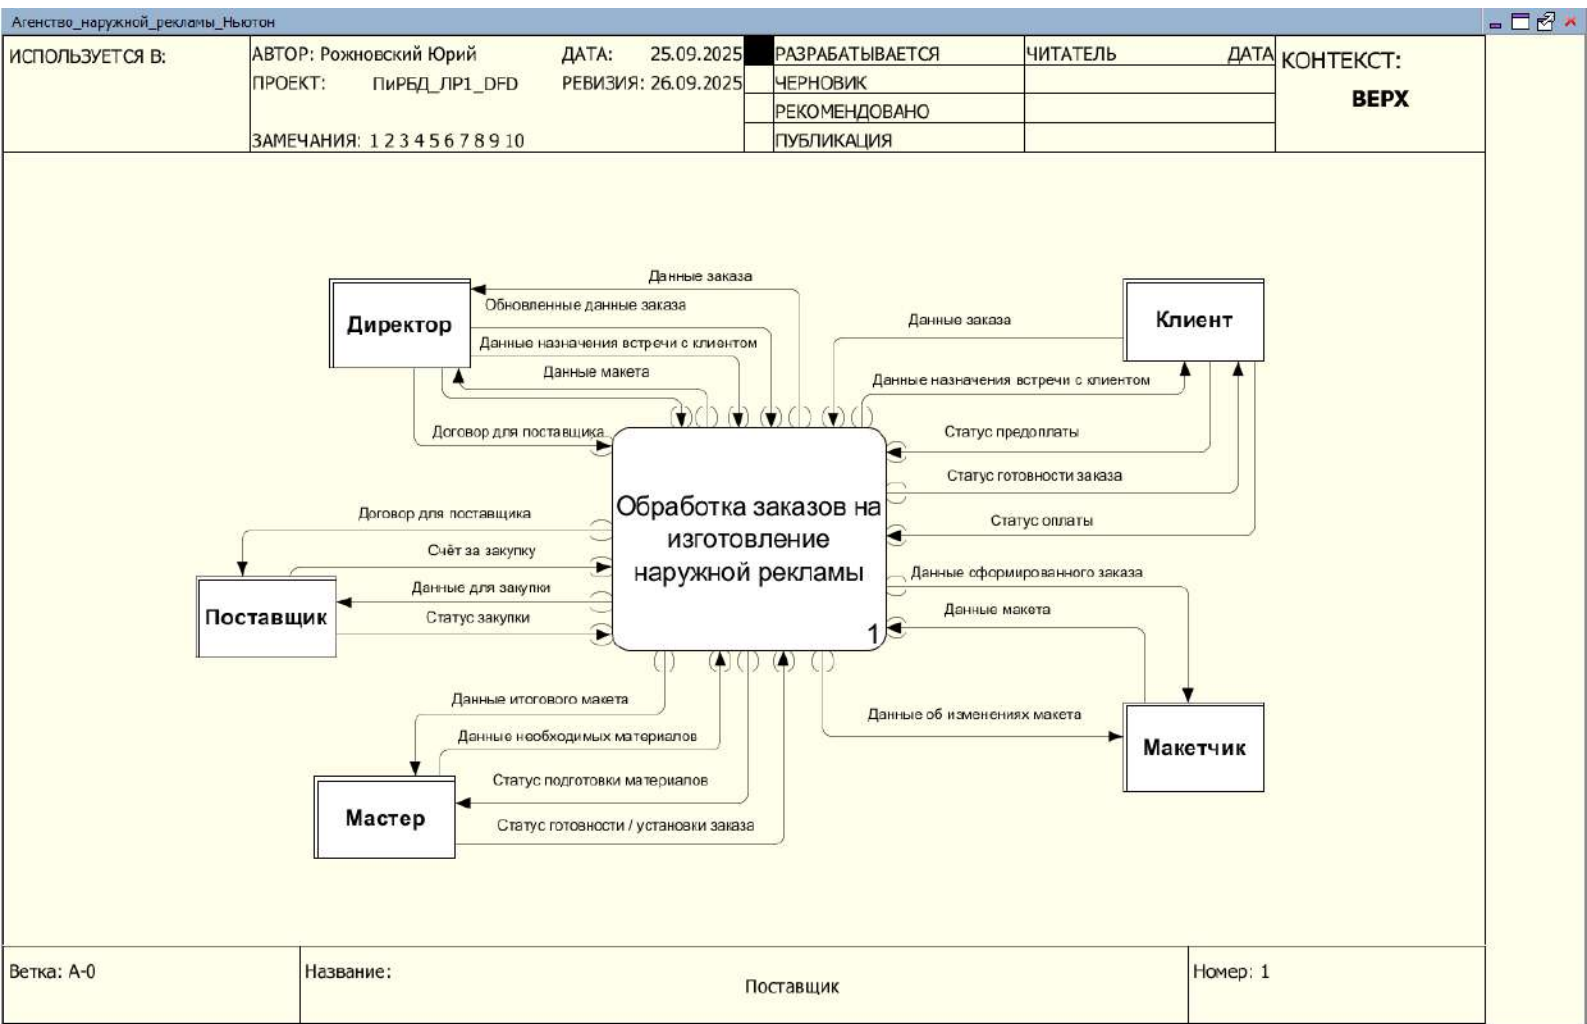 Агенство_наружной_рекламы_Ньютон
ИСПОЛЬЗУЕТСЯ В:
АВТОР: Рожновский Юрий
ДАТА: 25.09.2025
ПРОЕКТ: ПиРБД_ЛР1_DFD
РЕВИЗИЯ: 26.09.2025
ЗАМЕЧАНИЯ: 1 2 3 4 5 6 7 8 9 10
РАЗРАБАТЫВАЕТСЯ
ЧЕРНОВИК
РЕКОМЕНДОВАНО
ПУБЛИКАЦИЯ
ЧИТАТЕЛЬ
ДАТА
КОНТЕКСТ:
ВЕРХ
Данные заказа
Директор
Обновленные данные заказа
Данные назначения встречи с клиентом
Данные макета
Договор для поставщика
Клиент
Данные заказа
Данные назначения встречи с клиентом
Статус предоплаты
Статус готовности заказа
Статус оплаты
Обработка заказов на
изготовление
наружной рекламы
1
Договор для поставщика
Счёт за закупку
Данные для закупки
Статус закупки
Поставщик
Данные сформированного заказа
Данные макета
Данные об изменениях макета
Макетчик
Данные итогового макета
Данные необходимых материалов
Статус подготовки материалов
Статус готовности / установки заказа
Мастер
Ветка: A-0
Название:
Поставщик
Номер: 1